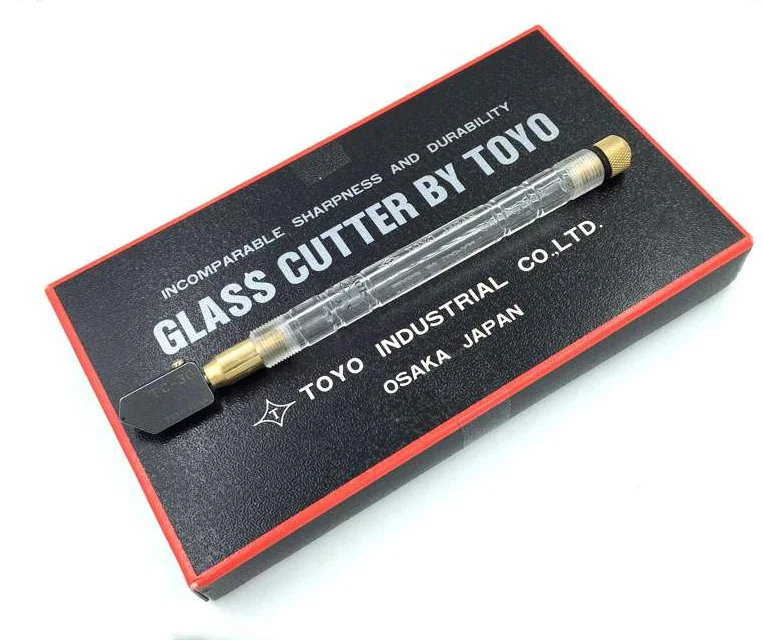 INCOMPARABLE SHARPNESS AND DURABILITY
GLASS CUTTER BY TOYO
T
TOYO INDUSTRIAL CO.,LTD.
OSAKA JAPAN